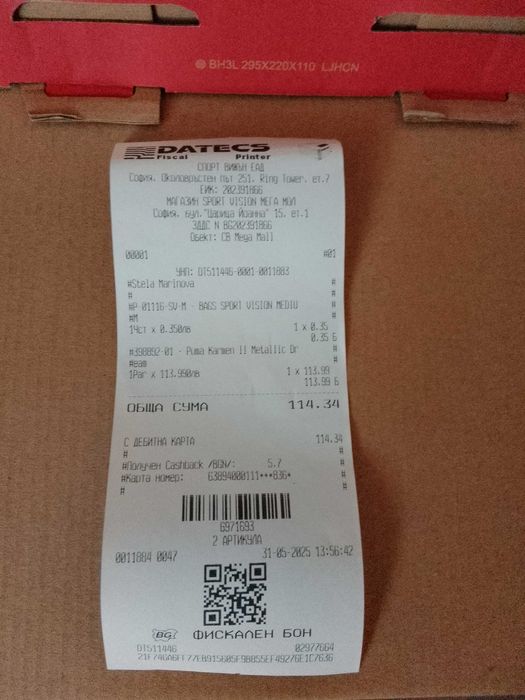 BH3L 295X220X110 LJHCN
DATECS
Fiscal Printer
СПОРТ ВИЖЪН ЕАД
София, Околовръстен път 251, Ring Tower, ет.7
ЕИК: 202391866
МАГАЗИН SPORT VISION МЕГА МОЛ
София, бул."Царица Йоанна" 15, ет.1
ЗДДС N BG202391866
Обект: CB Mega Mall
00001 #01
УНП: DT511446-0001-0011883
#Stela Marinova #
# #
#P-01116-SV-M - BAGS SPORT VISION MEDIU #
#M #
1Чст x 0.350лв 1 x 0.35
0.35 Б
#398892-01 - Puma Karmen II Metallic Dr #
#eam #
1Par x 113.990лв 1 x 113.99
113.99 Б
ОБЩА СУМА 114.34
С ДЕБИТНА КАРТА 114.34
# #
#Получен Cashback /BGN/: 5.7 #
#Карта номер: 63894000111***836* #
# #
6971693
2 АРТИКУЛА
0011884 0047 31-05-2025 13:56:42
BG ФИСКАЛЕН БОН
DT511446 02977664